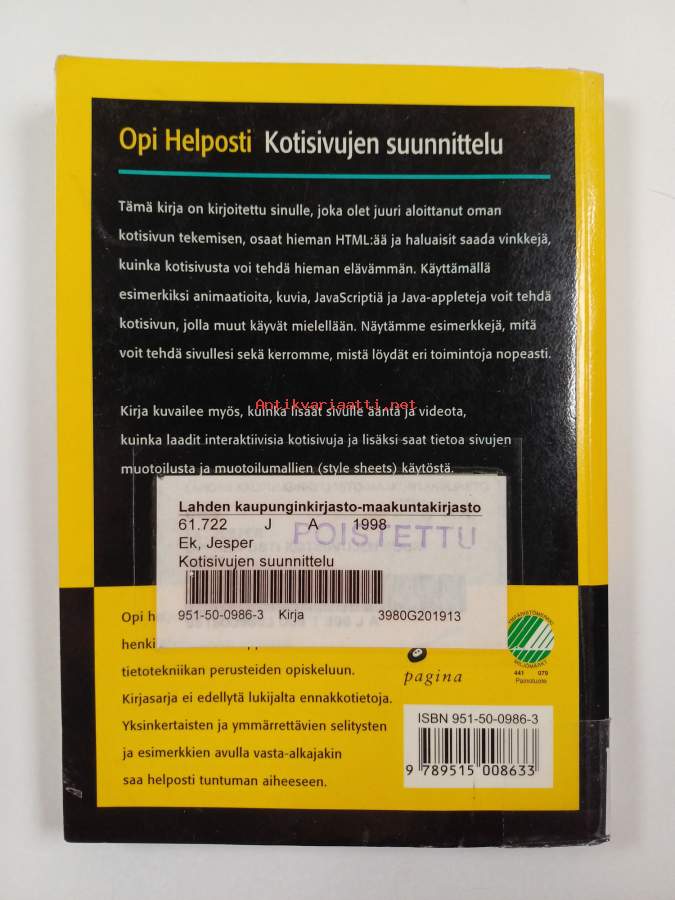 Opi Helposti Kotisivujen suunnittelu
Tämä kirja on kirjoitettu sinulle, joka olet juuri aloittanut oman
kotisivun tekemisen, osaat hieman HTML:ää ja haluaisit saada vinkkejä,
kuinka kotisivusta voi tehdä hieman elävämmän. Käyttämällä
esimerkiksi animaatioita, kuvia, JavaScriptiä ja Java-appleteja voit tehdä
kotisivun, jolla muut käyvät mielellään. Näytämme esimerkkejä, mitä
voit tehdä sivullesi sekä kerromme, mistä löydät eri toimintoja nopeasti.
Antikvariaatti.net
Kirja kuvailee myös, kuinka lisäät sivulle ääntä ja videota,
kuinka laadit interaktiivisia kotisivuja ja lisäksi saat tietoa sivujen
muotoilusta ja muotoilumallien (style sheets) käytöstä.
Lahden kaupunginkirjasto-maakuntakirjasto
61.722 J A 1998
POISTETTU
Ek, Jesper
Kotisivujen suunnittelu
951-50-0986-3 Kirja 3980G201913
Opi
tietotekniikan perusteiden opiskeluun.
Kirjasarja ei edellytä lukijalta ennakkotietoja.
Yksinkertaisten ja ymmärrettävien selitysten
ja esimerkkien avulla vasta-alkajakin
saa helposti tuntuman aiheeseen.
pagina
441 079
Painotuote
ISBN 951-50-0986-3
9 789515 008633